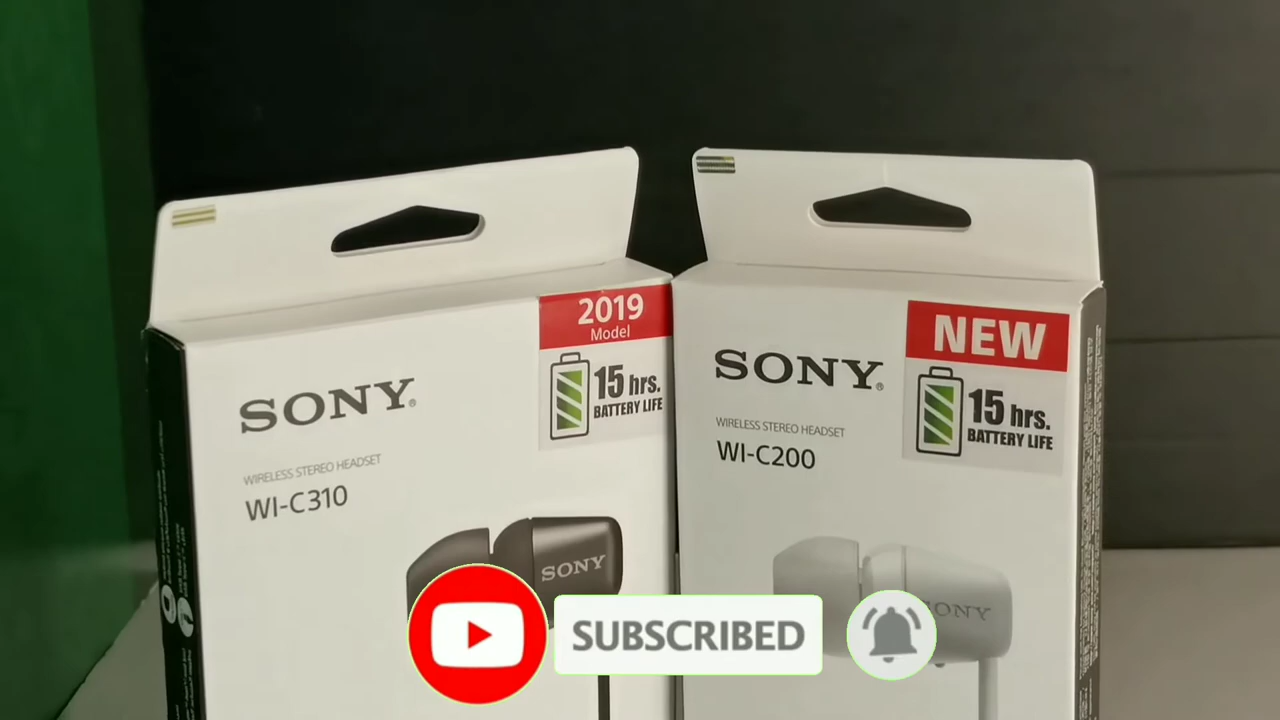 2019
Model
SONY®
15 hrs.
BATTERY LIFE
WIRELESS STEREO HEADSET
WI-C310
SONY
NEW
SONY®
15 hrs.
BATTERY LIFE
WIRELESS STEREO HEADSET
WI-C200
SONY
SUBSCRIBED